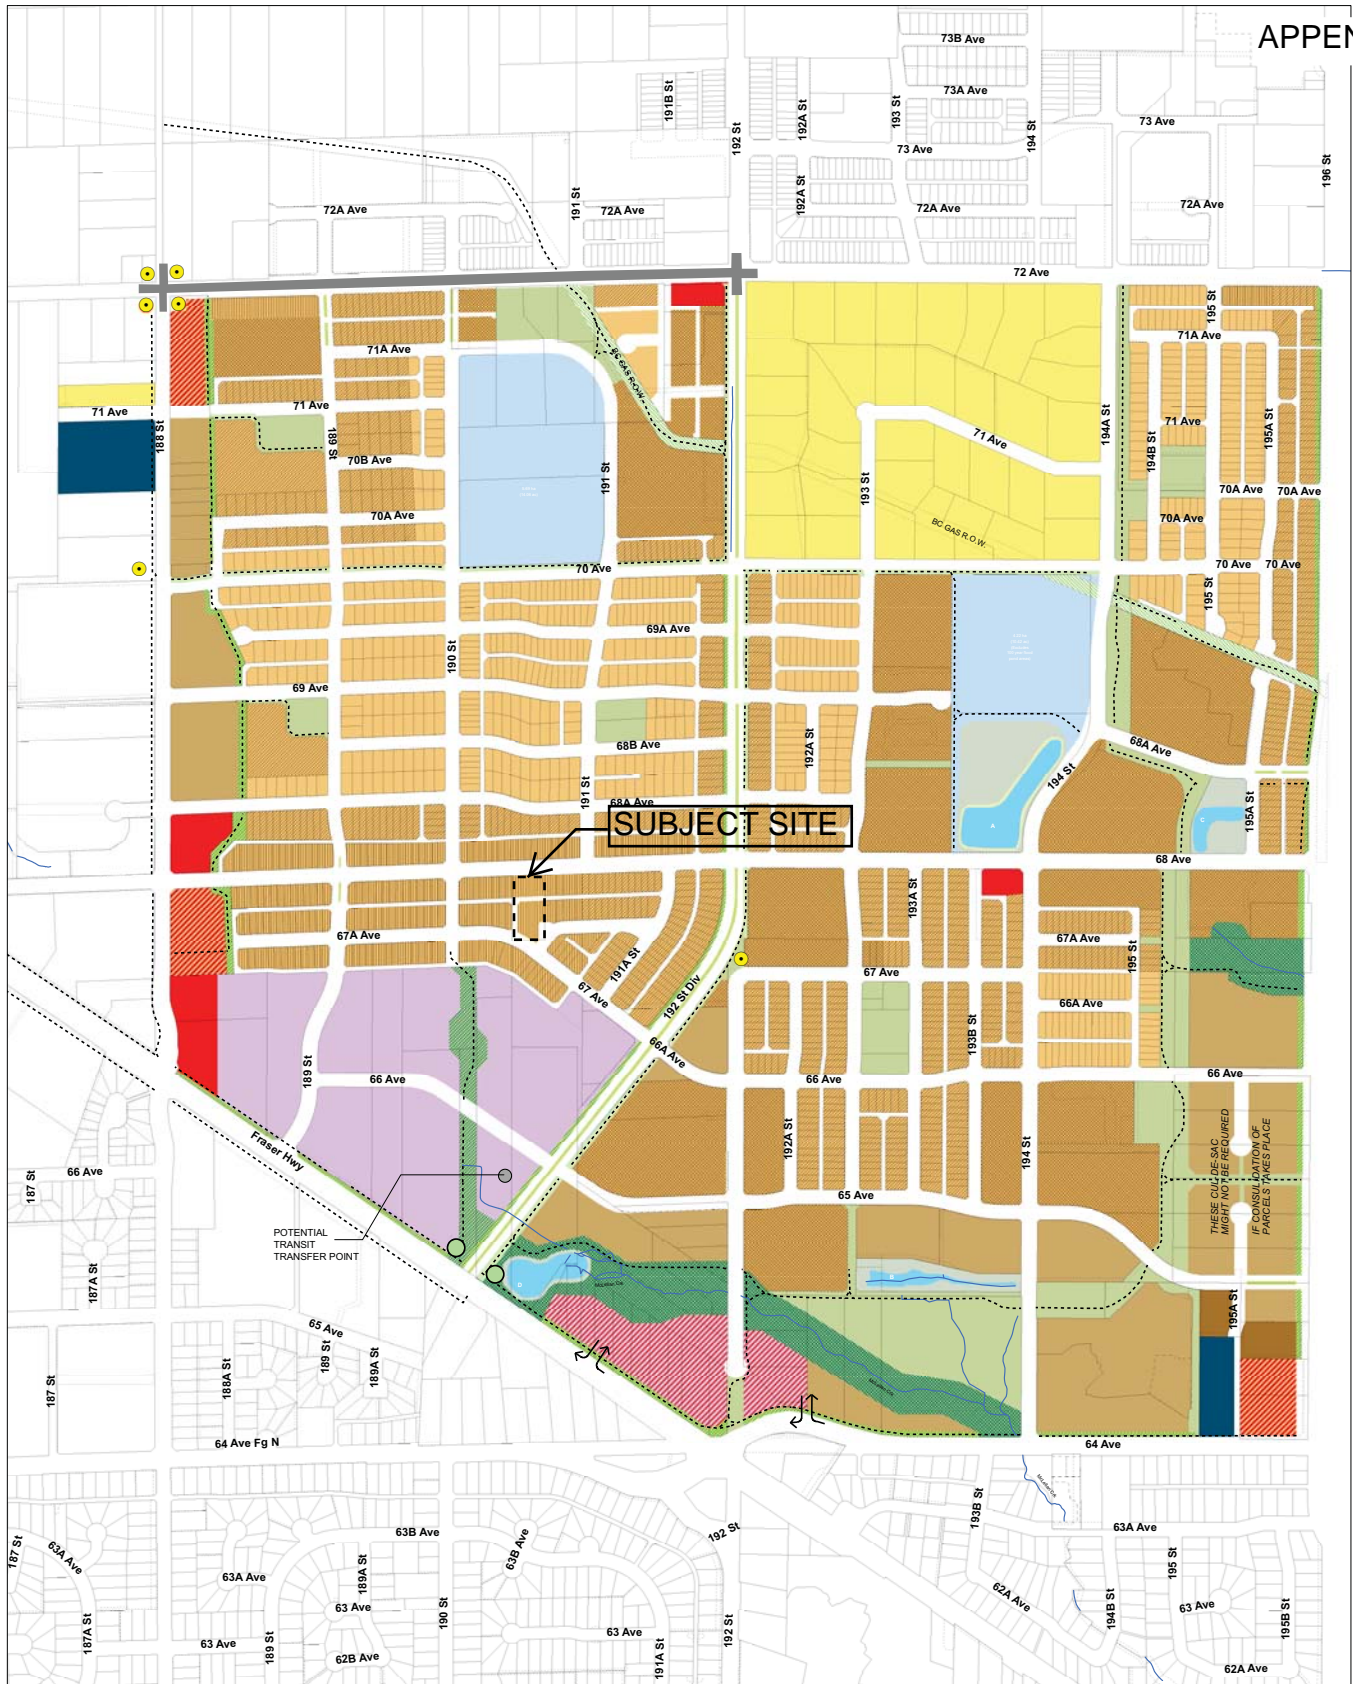 APPEN
73B Ave
73A Ave
191B St
192 St
192A St
193 St
194 St
73 Ave
73 Ave
196 St
191 St
192A St
72A Ave
72A Ave
72A Ave
72A Ave
72 Ave
195 St
71A Ave
71A Ave
BC GAS R.O.W.
71 Ave
71 Ave
188 St
189 St
194A St
71 Ave
71 Ave
194B St
195A St
70B Ave
191 St
193 St
70A Ave
70A Ave
70A Ave
70A Ave
BC GAS R.O.W.
70 Ave
70 Ave
70 Ave
195 St
69A Ave
190 St
69 Ave
68B Ave
192A St
68A Ave
194 St
191 St
68A Ave
195A St
SUBJECT SITE
A
C
68 Ave
193A St
67A Ave
67A Ave
191A St
195 St
67 Ave
67 Ave
192 St Div
66A Ave
193B St
66A Ave
189 St
66 Ave
66 Ave
66 Ave
Fraser Hwy
192A St
194 St
THESE CUL-DE-SAC
MIGHT NOT BE REQUIRED
IF CONSOLIDATION OF
PARCELS TAKES PLACE
66 Ave
187 St
65 Ave
POTENTIAL
TRANSIT
TRANSFER POINT
187A St
McLellan Crk.
195A St
65 Ave
187 St
188A St
189 St
189A St
McLellan Crk.
64 Ave Fg N
64 Ave
McLellan Crk.
193B St
187 St
63A Ave
63B Ave
63B Ave
192 St
63A Ave
63A Ave
189A St
62A Ave
195 St
187A St
63 Ave
190 St
63 Ave
191A St
192 St
194B St
63 Ave
195B St
63 Ave
189 St
62B Ave
62A Ave